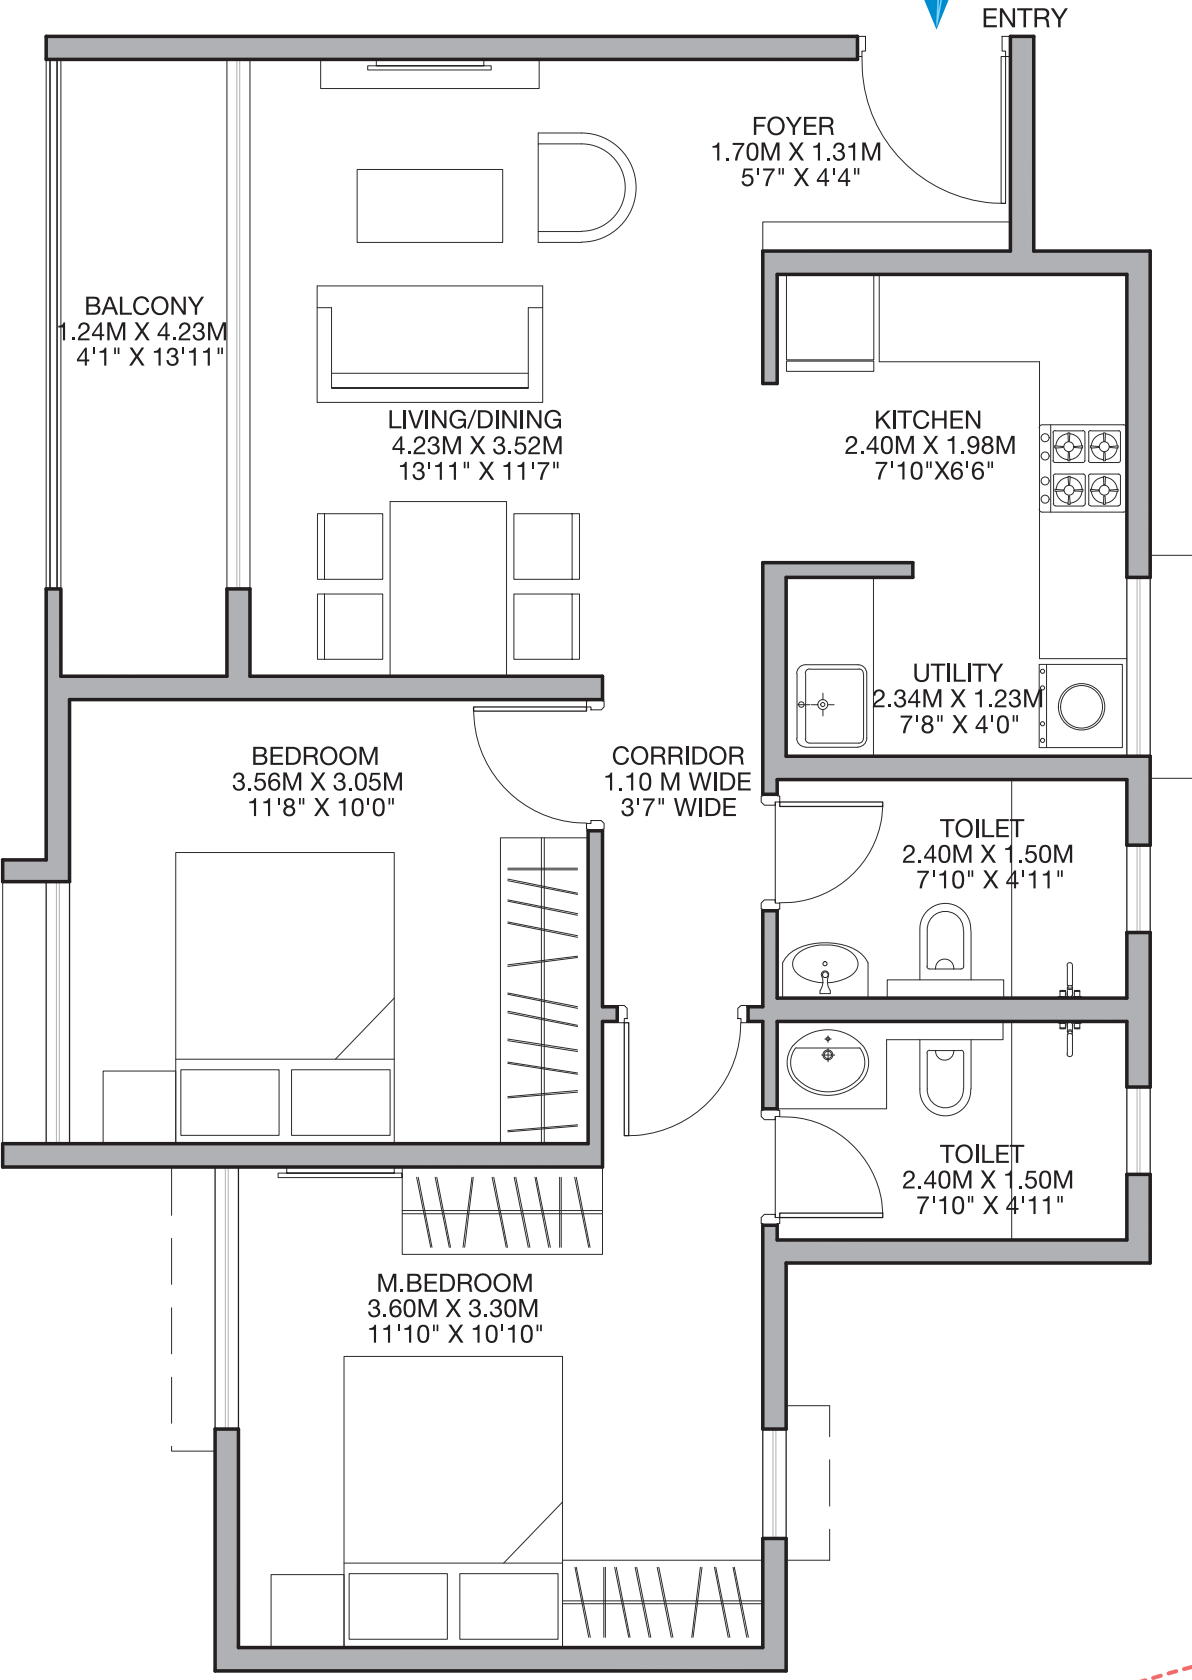 ENTRY
FOYER
1.70M X 1.31M
5'7" X 4'4"
BALCONY
1.24M X 4.23M
4'1" X 13'11"
LIVING/DINING
4.23M X 3.52M
13'11" X 11'7"
KITCHEN
2.40M X 1.98M
7'10"X6'6"
UTILITY
2.34M X 1.23M
7'8" X 4'0"
BEDROOM
3.56M X 3.05M
11'8" X 10'0"
CORRIDOR
1.10 M WIDE
3'7" WIDE
TOILET
2.40M X 1.50M
7'10" X 4'11"
TOILET
2.40M X 1.50M
7'10" X 4'11"
M.BEDROOM
3.60M X 3.30M
11'10" X 10'10"